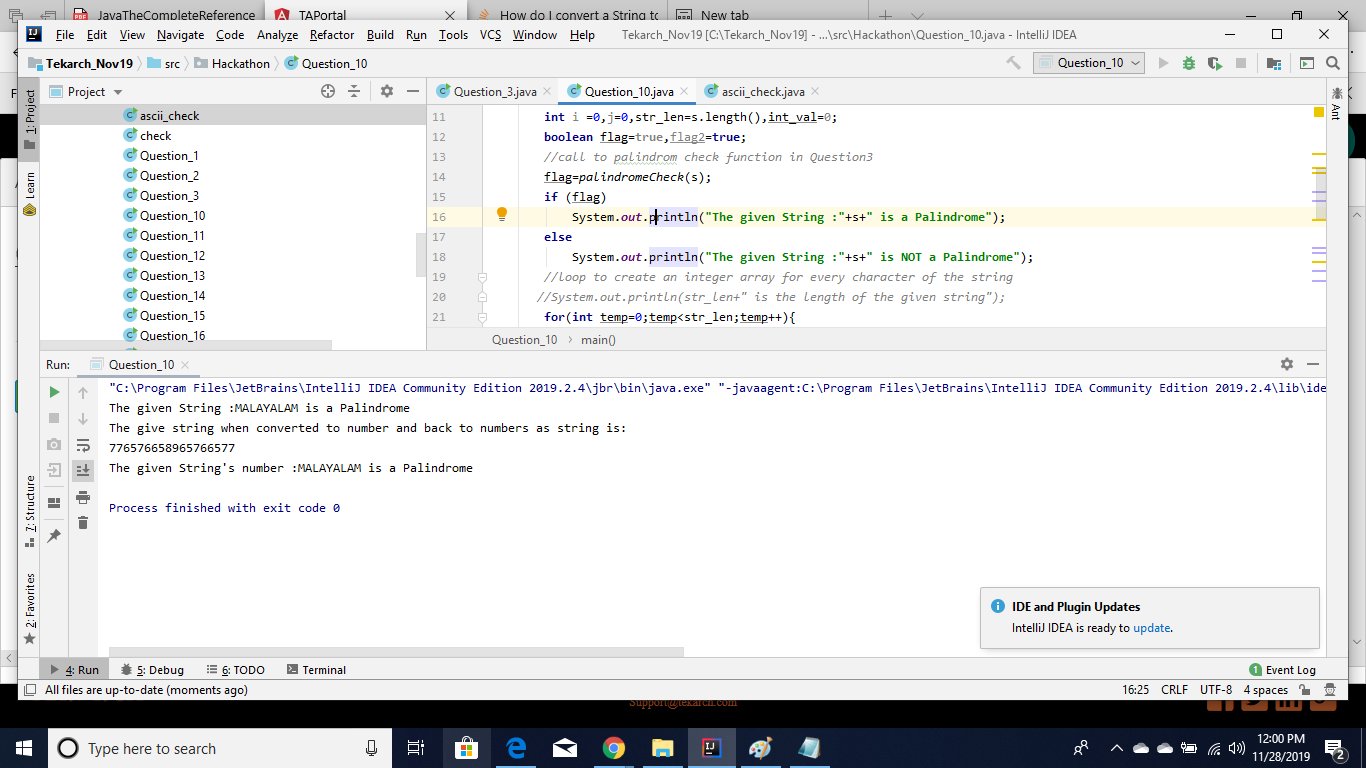 JavaTheCompleteReference
TAPortal
How do I convert a String to
New tab
File Edit View Navigate Code Analyze Refactor Build Run Tools VCS Window Help Tekarch_Nov19 [C:\Tekarch_Nov19] - ...\src\Hackathon\Question_10.java - IntelliJ IDEA
Tekarch_Nov19 src Hackathon Question_10
Question_10
Project
Question_3.java Question_10.java ascii_check.java
1: Project
Learn
7: Structure
2: Favorites
Ant
ascii_check
check
Question_1
Question_2
Question_3
Question_10
Question_11
Question_12
Question_13
Question_14
Question_15
Question_16
11 int i =0,j=0,str_len=s.length(),int_val=0;
12 boolean flag=true,flag2=true;
13 //call to palindrom check function in Question3
14 flag=palindromeCheck(s);
15 if (flag)
16 System.out.println("The given String :"+s+" is a Palindrome");
17 else
18 System.out.println("The given String :"+s+" is NOT a Palindrome");
19 //loop to create an integer array for every character of the string
20 //System.out.println(str_len+" is the length of the given string");
21 for(int temp=0;temp<str_len;temp++){
Question_10 main()
Run: Question_10
"C:\Program Files\JetBrains\IntelliJ IDEA Community Edition 2019.2.4\jbr\bin\java.exe" "-javaagent:C:\Program Files\JetBrains\IntelliJ IDEA Community Edition 2019.2.4\lib\ide
The given String :MALAYALAM is a Palindrome
The give string when converted to number and back to numbers as string is:
776576658965766577
The given String's number :MALAYALAM is a Palindrome
Process finished with exit code 0
IDE and Plugin Updates
IntelliJ IDEA is ready to update.
4: Run 5: Debug 6: TODO Terminal
1 Event Log
All files are up-to-date (moments ago)
16:25 CRLF UTF-8 4 spaces
Support@tekarch.com
Type here to search
12:00 PM
11/28/2019
2